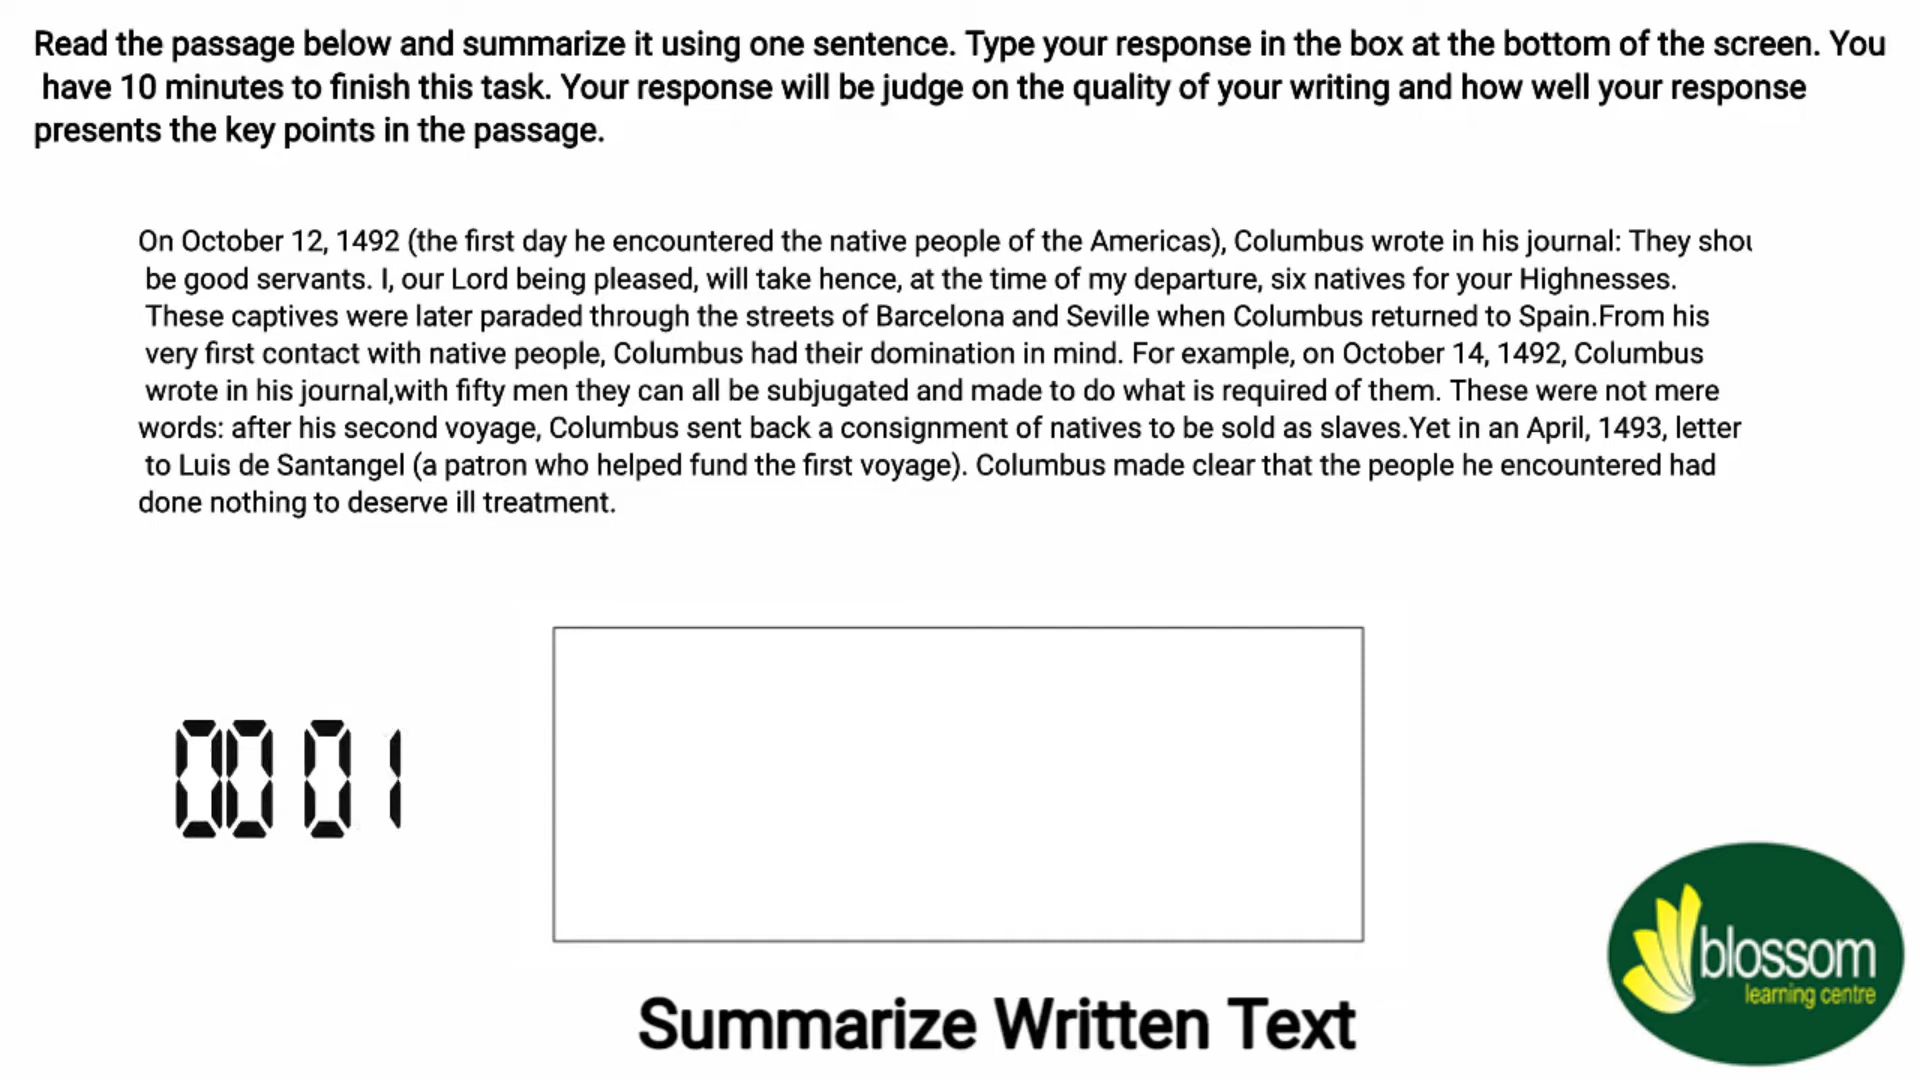 Read the passage below and summarize it using one sentence. Type your response in the box at the bottom of the screen. You
have 10 minutes to finish this task. Your response will be judge on the quality of your writing and how well your response
presents the key points in the passage.
On October 12, 1492 (the first day he encountered the native people of the Americas), Columbus wrote in his journal: They
be good servants. I, our Lord being pleased, will take hence, at the time of my departure, six natives for your Highnesses.
These captives were later paraded through the streets of Barcelona and Seville when Columbus returned to Spain.From his
very first contact with native people, Columbus had their domination in mind. For example, on October 14, 1492, Columbus
wrote in his journal,with fifty men they can all be subjugated and made to do what is required of them. These were not mere
words: after his second voyage, Columbus sent back a consignment of natives to be sold as slaves.Yet in an April, 1493, letter
to Luis de Santangel (a patron who helped fund the first voyage). Columbus made clear that the people he encountered had
done nothing to deserve ill treatment.
00 01
blossom
learning centre
Summarize Written Text